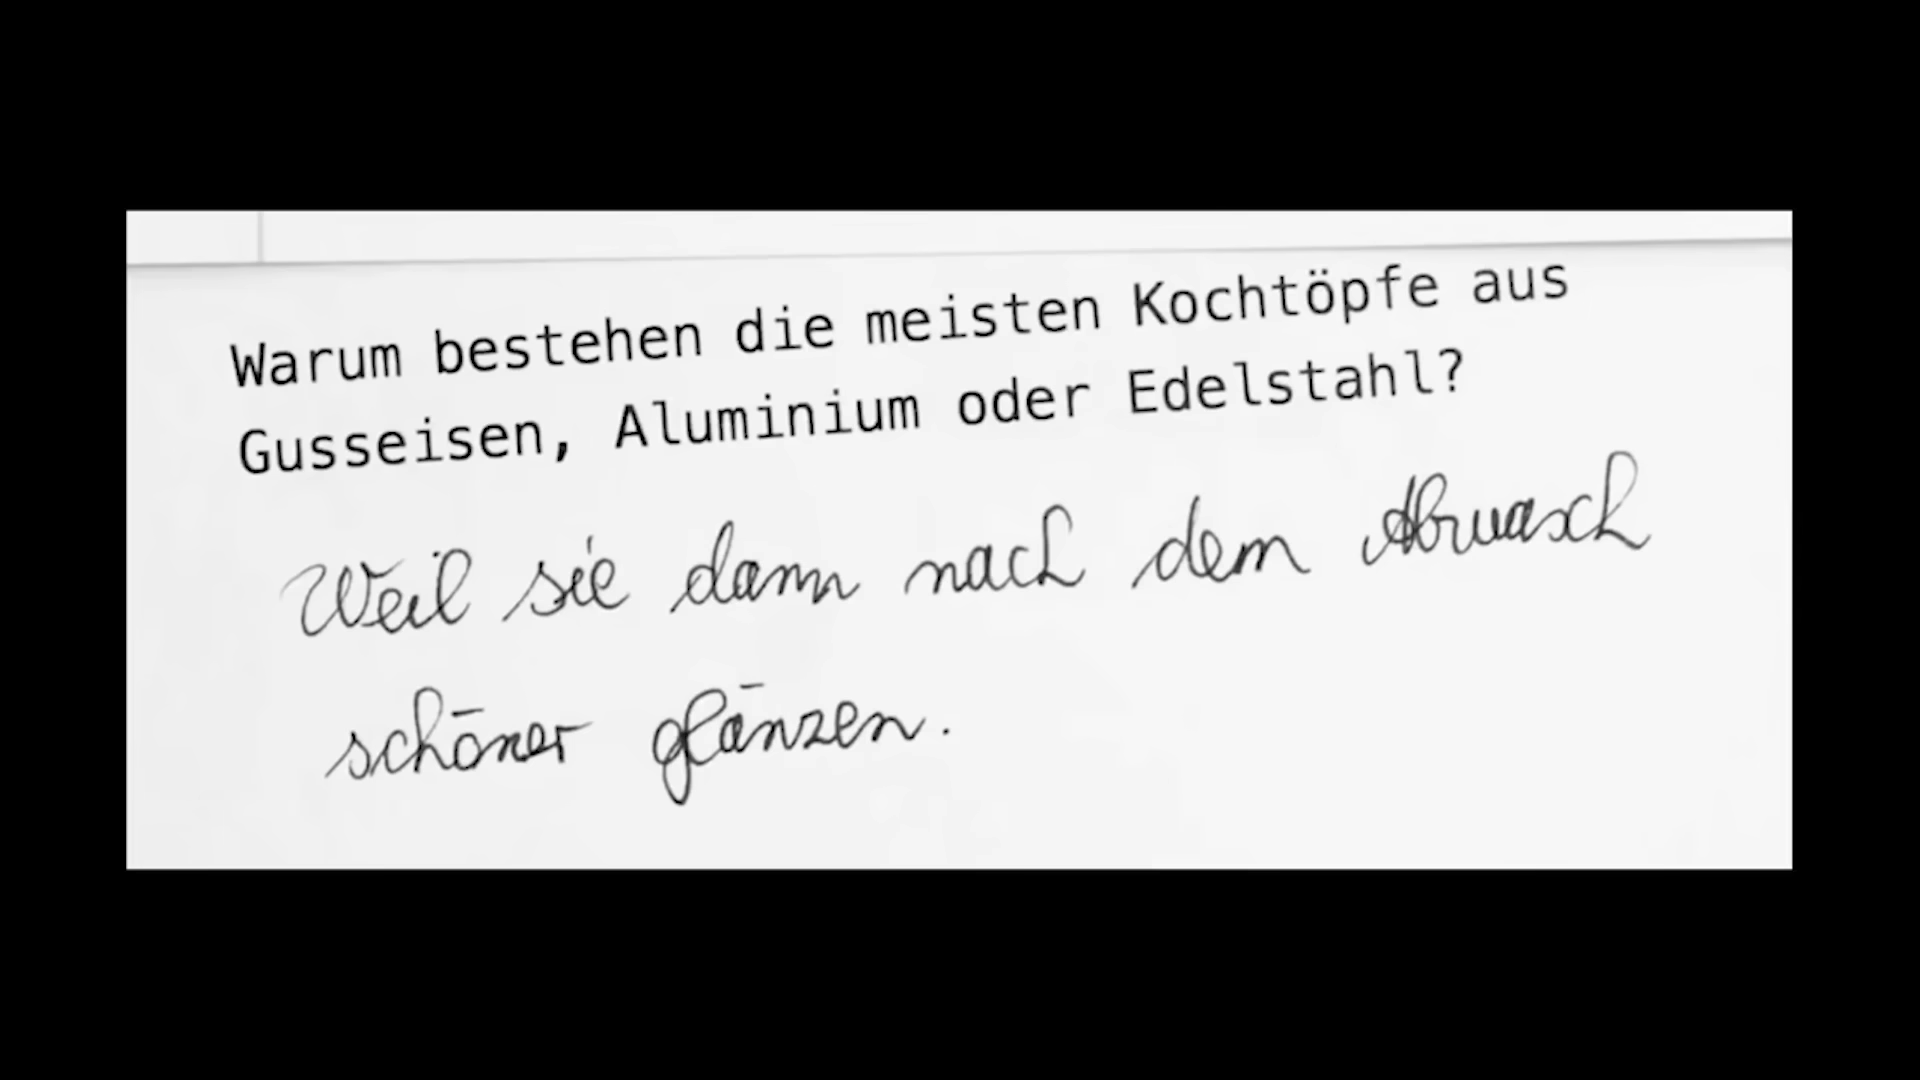 Warum bestehen die meisten Kochtöpfe aus
Gusseisen, Aluminium oder Edelstahl?
Weil sie dann nach dem Abwasch
schöner glänzen.